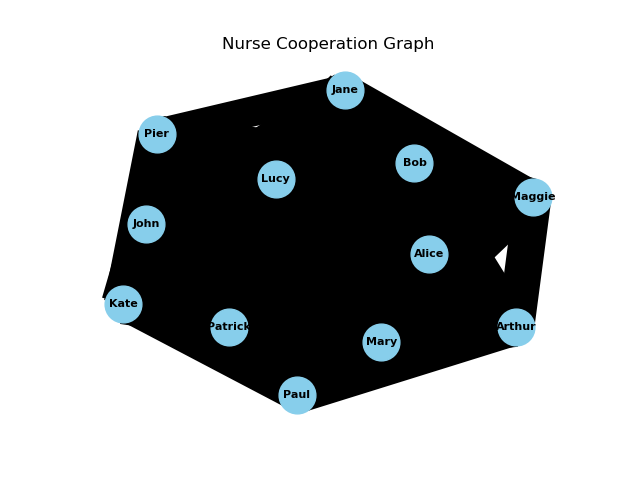 Nurse Cooperation Graph
Jane
Pier
Bob
Lucy
Maggie
John
Alice
Kate
Patrick
Arthur
Mary
Paul